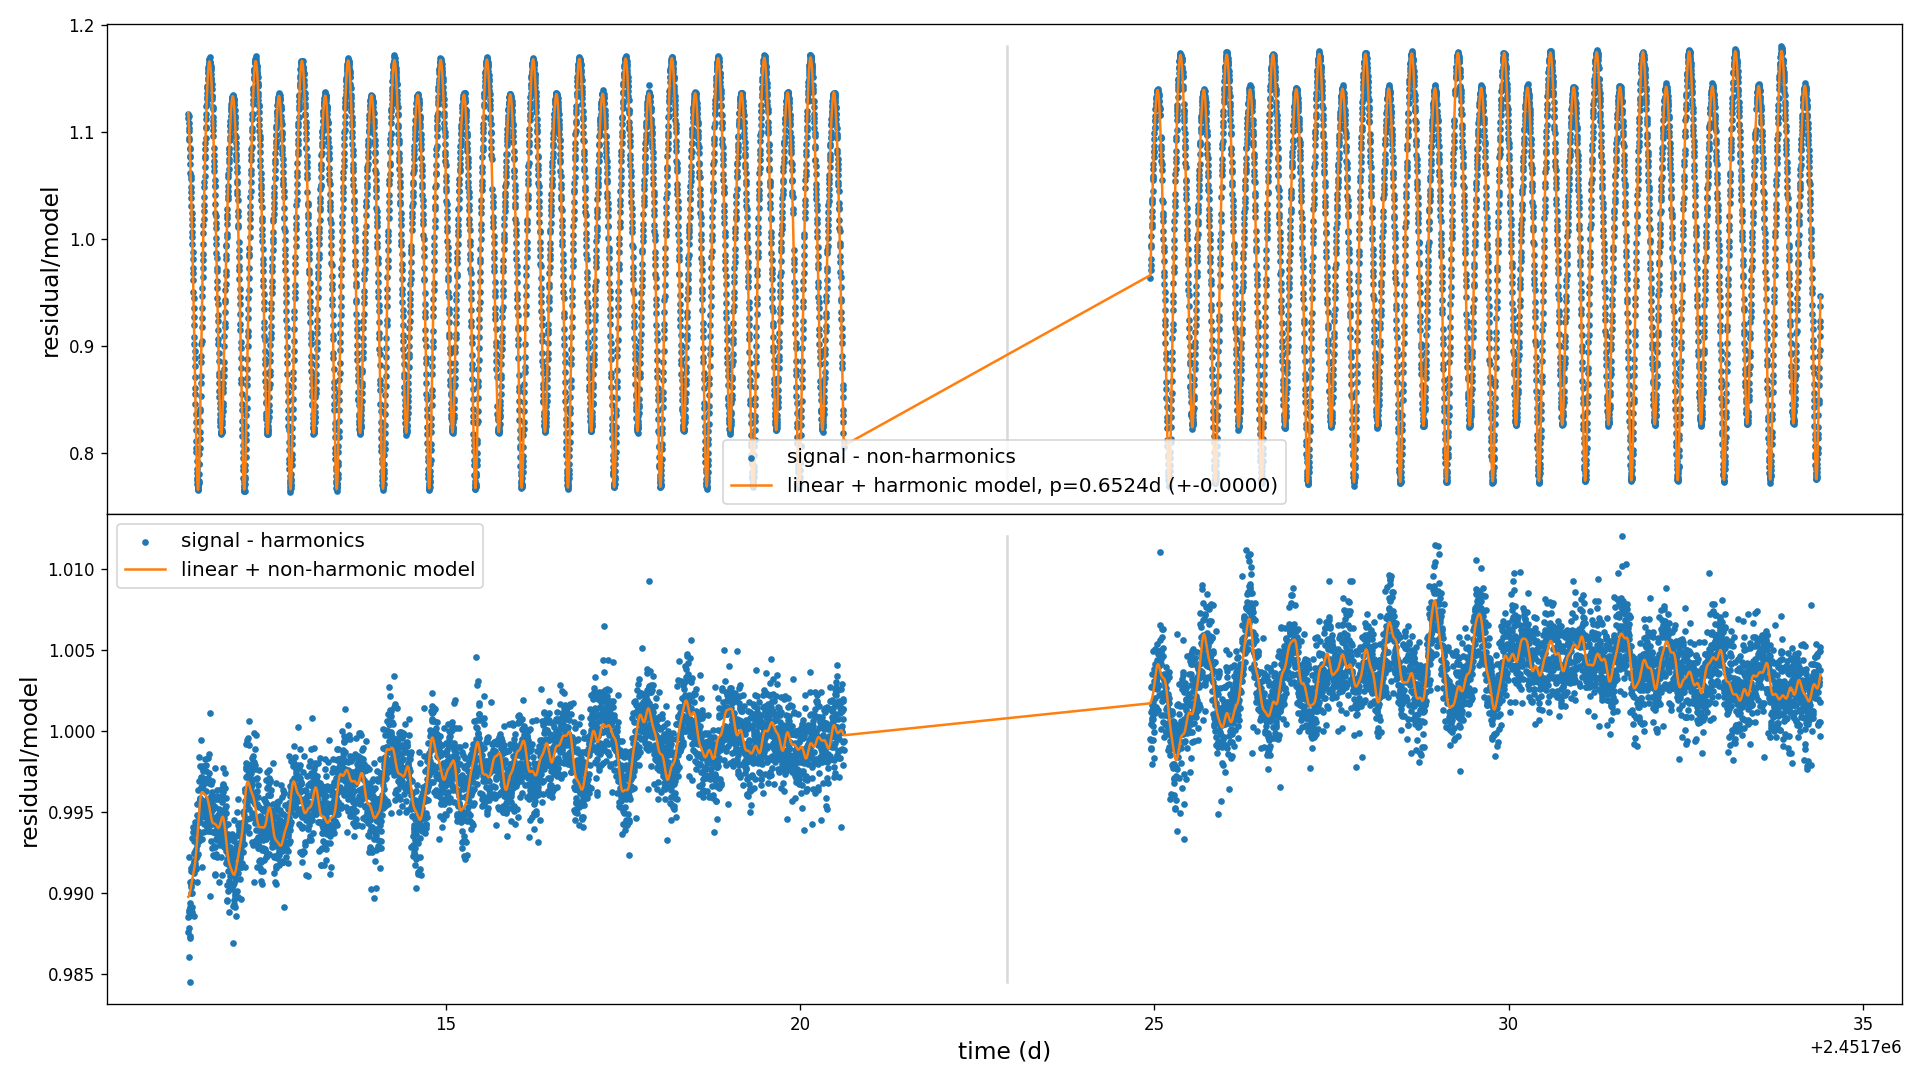 1.2
1.1
1.0
0.9
0.8
residual/model
signal - non-harmonics
linear + harmonic model, p=0.6524d (+-0.0000)
signal - harmonics
linear + non-harmonic model
1.010
1.005
1.000
0.995
0.990
0.985
residual/model
15
20
25
30
35
time (d)
+2.4517e6